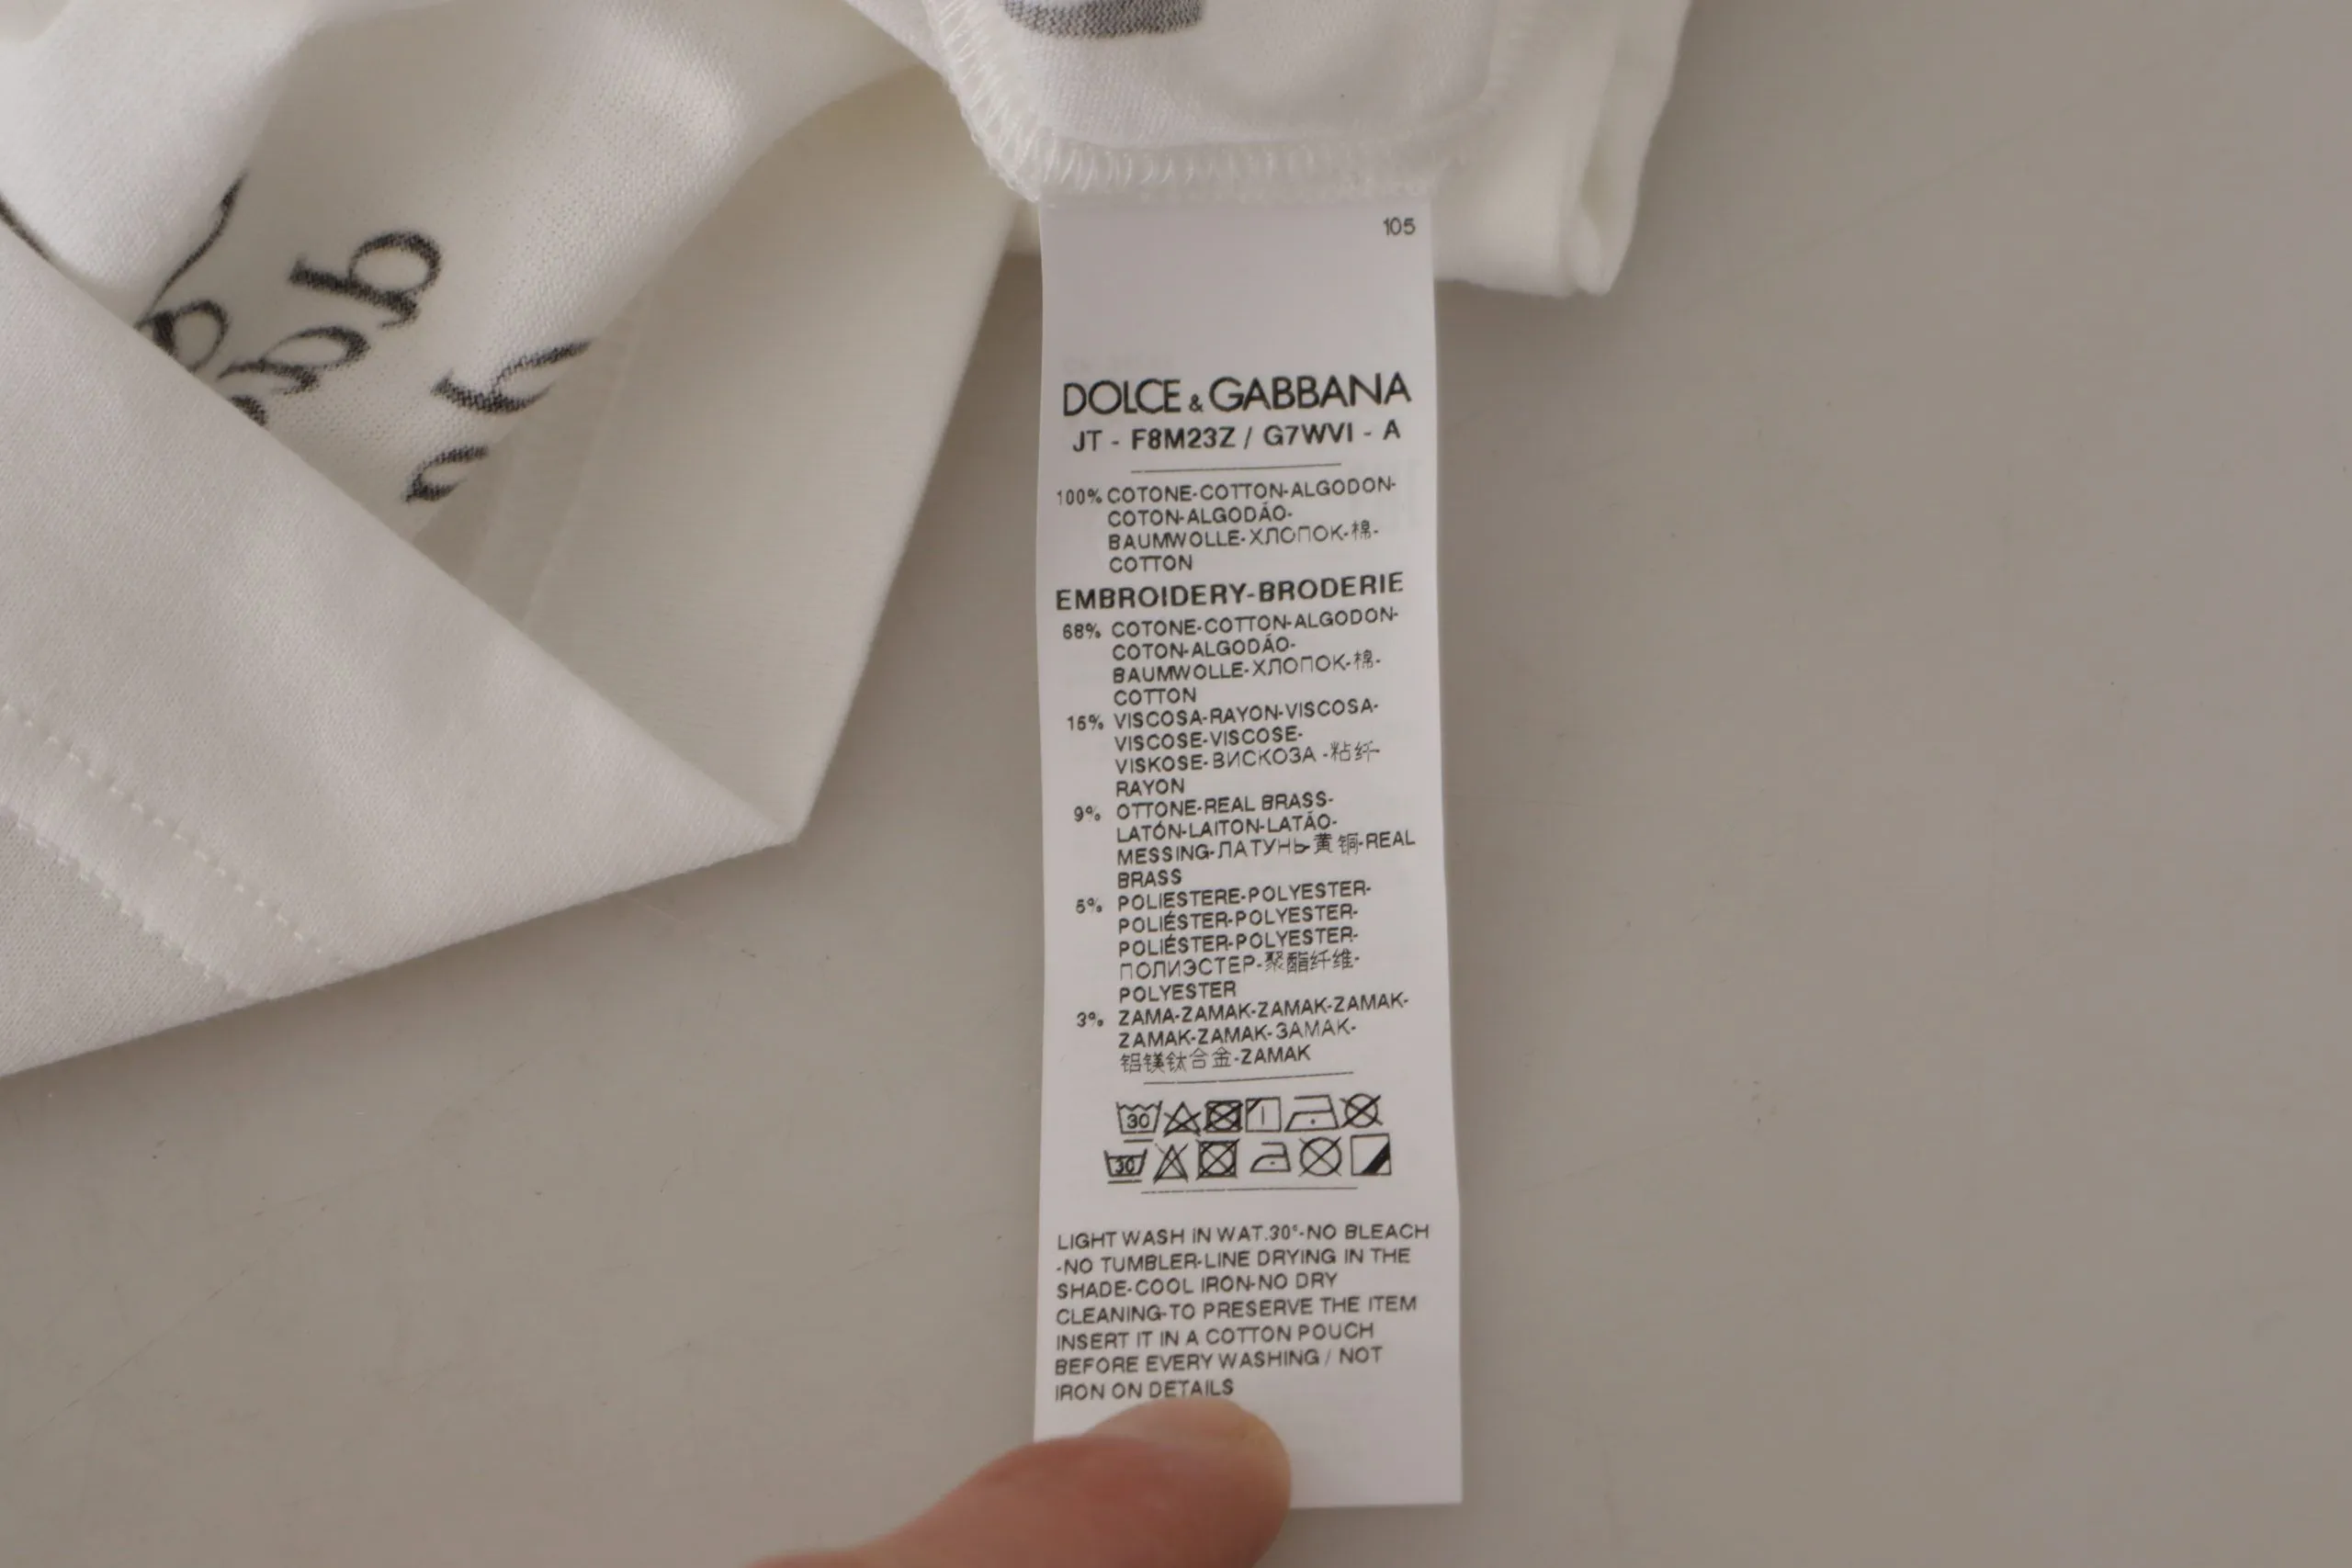 105
DOLCE & GABBANA
JT - F8M23Z / G7WVI - A
100% COTONE-COTTON-ALGODON-
COTON-ALGODÃO-
BAUMWOLLE-ХЛОПОК-棉-
COTTON
EMBROIDERY-BRODERIE
68% COTONE-COTTON-ALGODON-
COTON-ALGODÃO-
BAUMWOLLE-ХЛОПОК-棉-
COTTON
15% VISCOSA-RAYON-VISCOSA-
VISCOSE-VISCOSE-
VISKOSE-ВИСКОЗА -粘纤-
RAYON
9% OTTONE-REAL BRASS-
LATÓN-LAITON-LATÃO-
MESSING-ЛАТУНЬ-黄铜-REAL
BRASS
5% POLIESTERE-POLYESTER-
POLIÉSTER-POLYESTER-
POLIÉSTER-POLYESTER-
ПОЛИЭСТЕР-聚酯纤维-
POLYESTER
3% ZAMA-ZAMAK-ZAMAK-ZAMAK-
ZAMAK-ZAMAK-ЗАМАК-
铝镁钛合金-ZAMAK
30
30
LIGHT WASH IN WAT.30°-NO BLEACH
-NO TUMBLER-LINE DRYING IN THE
SHADE-COOL IRON-NO DRY
CLEANING-TO PRESERVE THE ITEM
INSERT IT IN A COTTON POUCH
BEFORE EVERY WASHING / NOT
IRON ON DETAILS